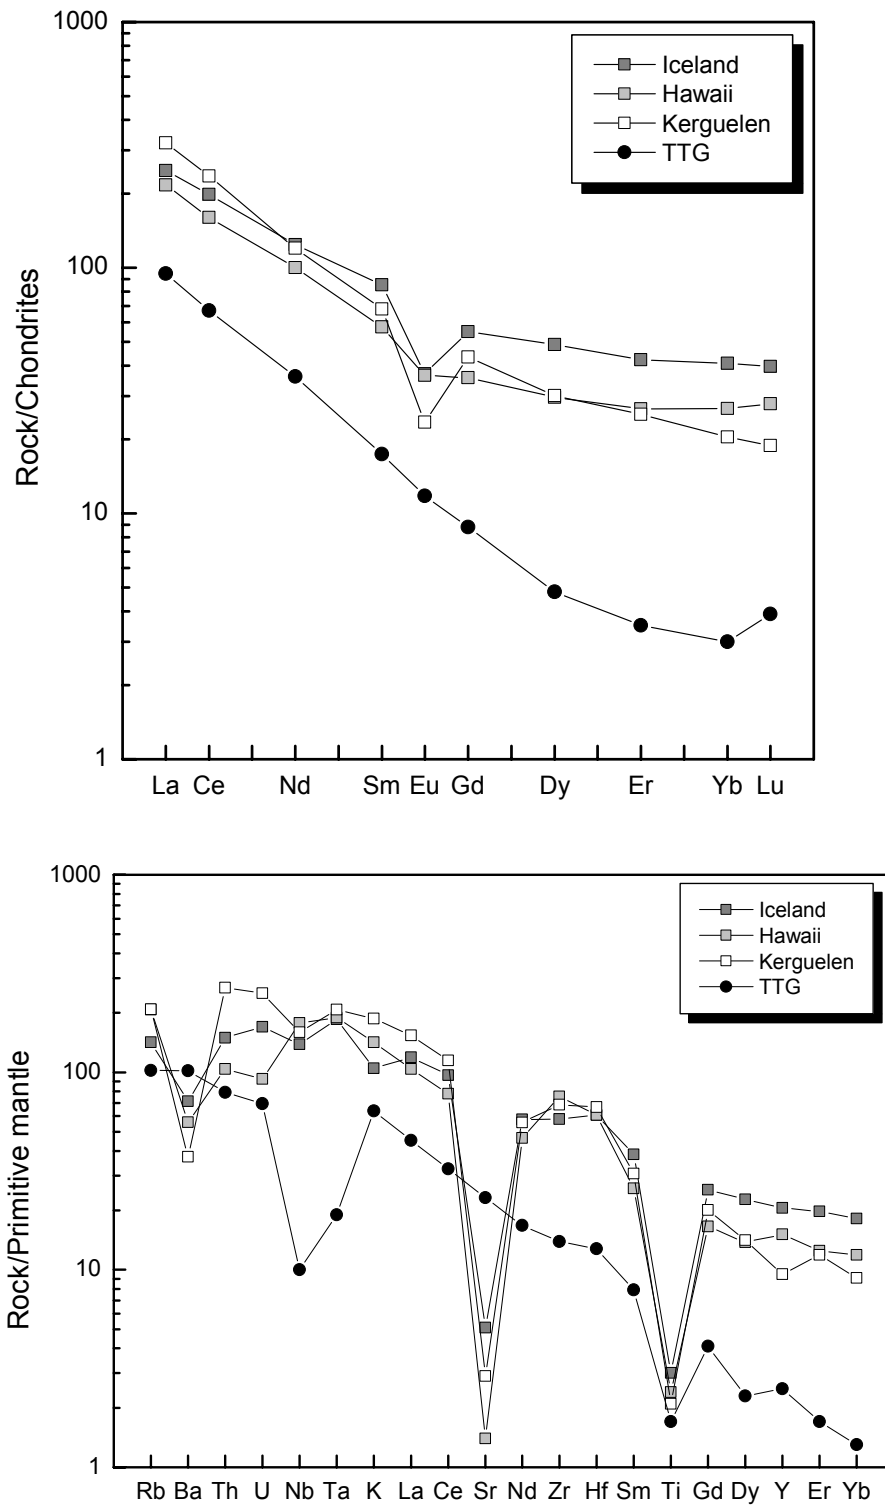 1000
Iceland
Hawaii
Kerguelen
TTG
100
Rock/Chondrites
10
1
La Ce Nd Sm Eu Gd Dy Er Yb Lu
1000
Iceland
Hawaii
Kerguelen
TTG
100
Rock/Primitive mantle
10
1
Rb Ba Th U Nb Ta K La Ce Sr Nd Zr Hf Sm Ti Gd Dy Y Er Yb